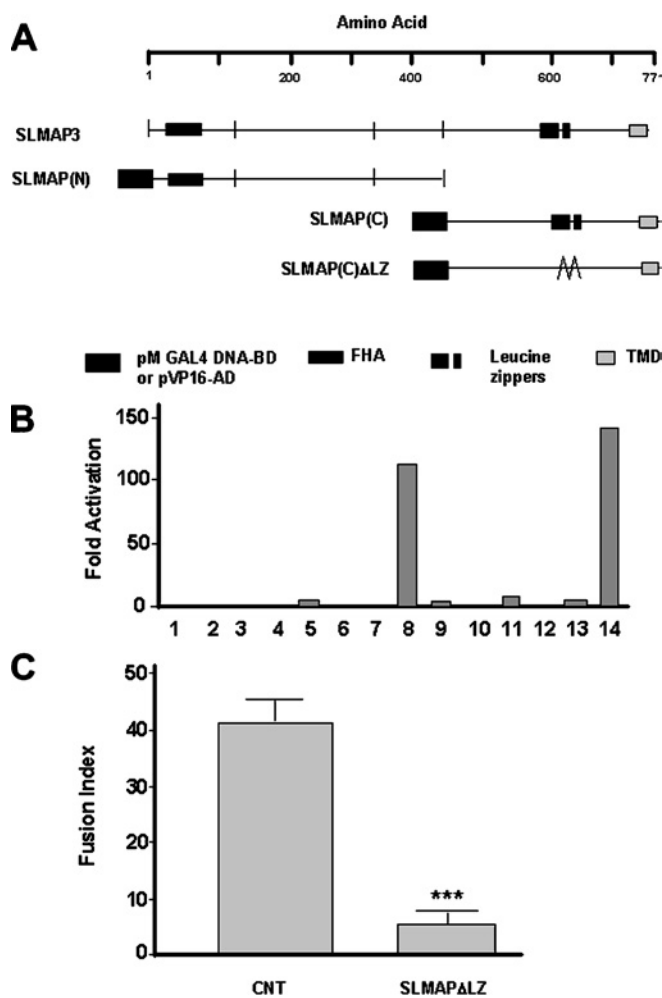 A
Amino Acid
1 200 400 600 77
SLMAP3
SLMAP(N)
SLMAP(C)
SLMAP(C)ΔLZ
pM GAL4 DNA-BD
or pVP16-AD
FHA
Leucine
zippers
TMD
B
Fold Activation
150
100
50
0
1 2 3 4 5 6 7 8 9 10 11 12 13 14
C
Fusion Index
50
40
30
20
10
0
***
CNT SLMAPΔLZ